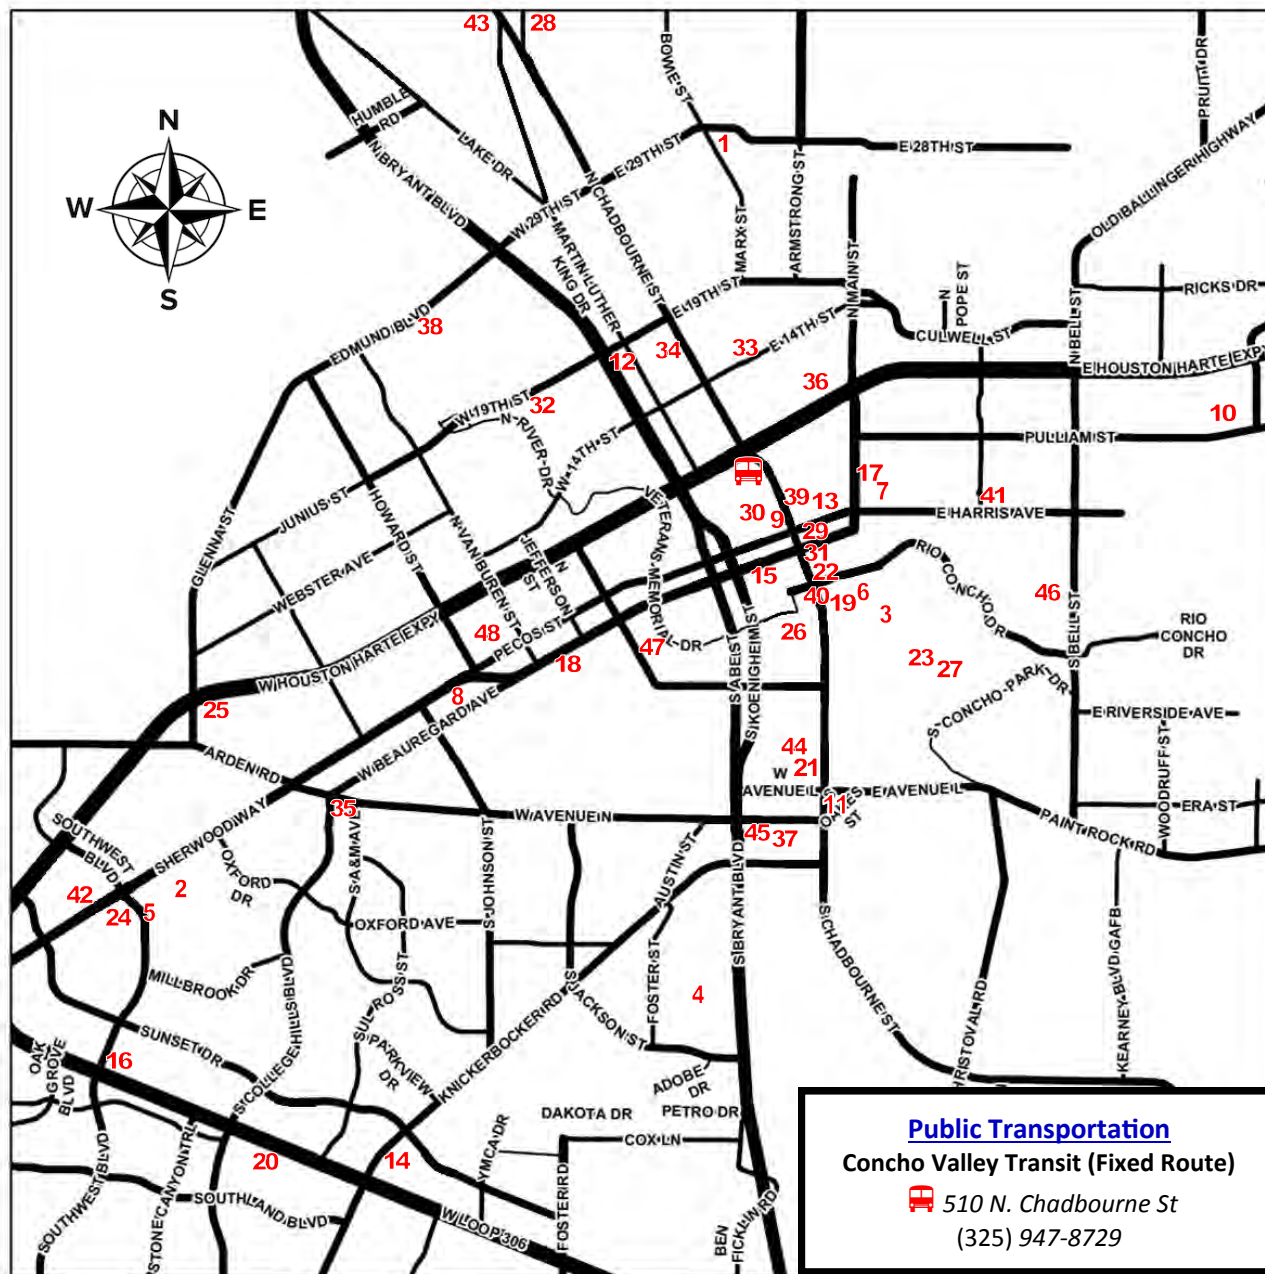 43
28
BOWIE ST
PRUITT DR
HUMBLE
RD
LAKE DR
N BRYANT BLVD
1
E 29TH ST
E 28TH ST
N
W
E
S
W 29TH ST
N CHADBOURNE ST
MARX ST
ARMSTRONG ST
OLD BALLINGER HIGHWAY
MARTIN LUTHER
KING DR
N MAIN ST
N
POPE ST
N BELL ST
RICKS DR
E 19TH ST
EDMUND BLVD
38
E 14TH ST
CULWELL ST
12
34
33
36
E HOUSTON HARTE EXPY
W 19TH ST
32
10
N
RIVER DR
W 14TH ST
PULLIAM ST
GLENNA ST
JUNIUS ST
HOWARD ST
N VAN BUREN ST
VETERANS MEMORIAL DR
17
7
41
39
13
30
9
29
E HARRIS AVE
WEBSTER AVE
N
JEFFERSON
ST
31
15
22
RIO CONCHO DR
40
19
6
3
46
26
48
PECOS ST
18
47
23
27
RIO
CONCHO
DR
W HOUSTON HARTE EXPY
8
25
W BEAUREGARD AVE
S ABE ST
S KOENIGHEIM ST
S CONCHO PARK DR
S BELL ST
E RIVERSIDE AVE
WOODRUFF ST
ARDEN RD
44
21
W
AVENUE L
E AVENUE L
11
OAKES
ST
35
W AVENUE N
45
37
ERA ST
PAINT ROCK RD
SOUTHWEST
BLVD
SHERWOOD WAY
S A&M AVE
OXFORD
DR
OXFORD AVE
S JOHNSON ST
AUSTIN ST
S BRYANT BLVD
42
24
5
2
S CHADBOURNE ST
KEARNEY BLVD GAFB
MILLBROOK DR
S COLLEGE HILLS BLVD
SUL ROSS ST
S JACKSON ST
FOSTER ST
4
SUNSET DR
OAK
GROVE
BLVD
16
PARKVIEW
DR
KNICKERBOCKER RD
ADOBE
DR
HRISTOVAL RD
DAKOTA DR
PETRO DR
COX LN
YMCA DR
20
14
SOUTHWEST BLVD
STONE CANYON TRL
SOUTHLAND BLVD
W LOOP 306
FOSTER RD
BEN
FICKLIN RD
Public Transportation
Concho Valley Transit (Fixed Route)
510 N. Chadbourne St
(325) 947-8729